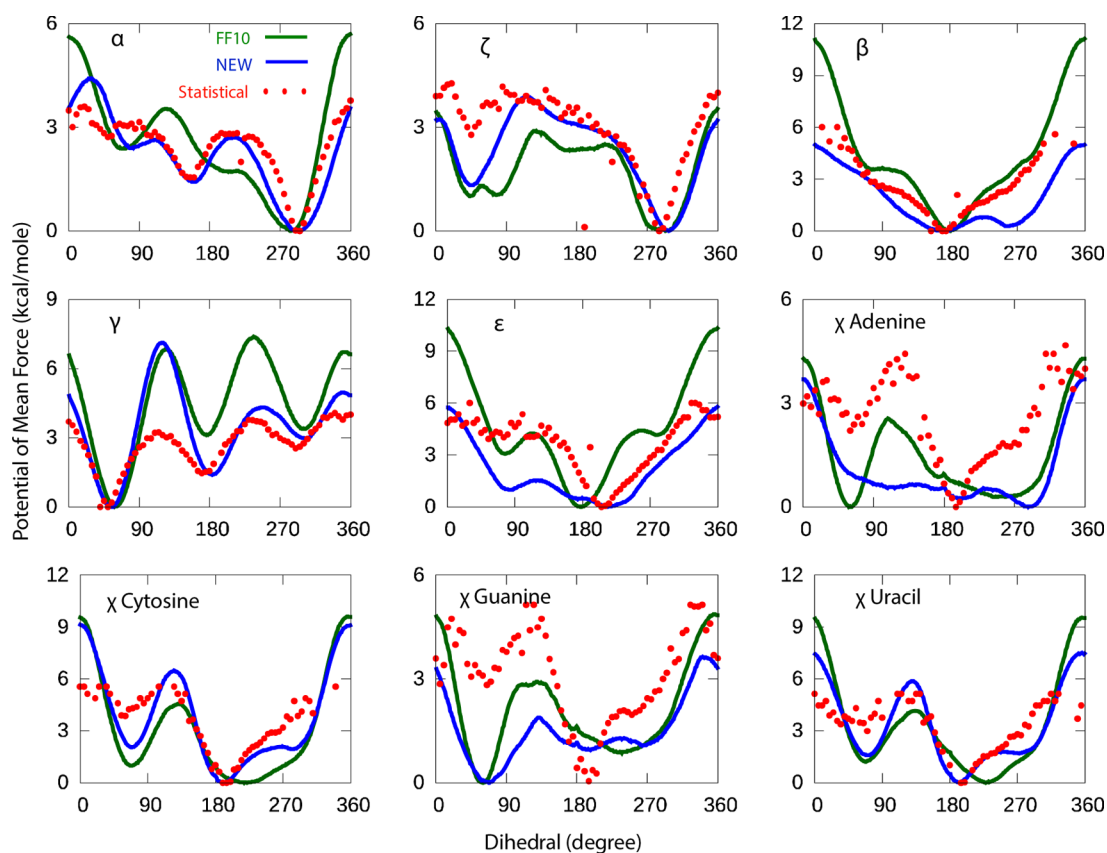 Potential of Mean Force (kcal/mole)
α
FF10
NEW
Statistical
6
3
0
0 90 180 270 360
ζ
6
3
0
0 90 180 270 360
β
12
9
6
3
0
0 90 180 270 360
γ
9
6
3
0
0 90 180 270 360
ε
12
9
6
3
0
0 90 180 270 360
χ Adenine
6
3
0
0 90 180 270 360
χ Cytosine
12
9
6
3
0
0 90 180 270 360
χ Guanine
6
3
0
0 90 180 270 360
χ Uracil
12
9
6
3
0
0 90 180 270 360
Dihedral (degree)